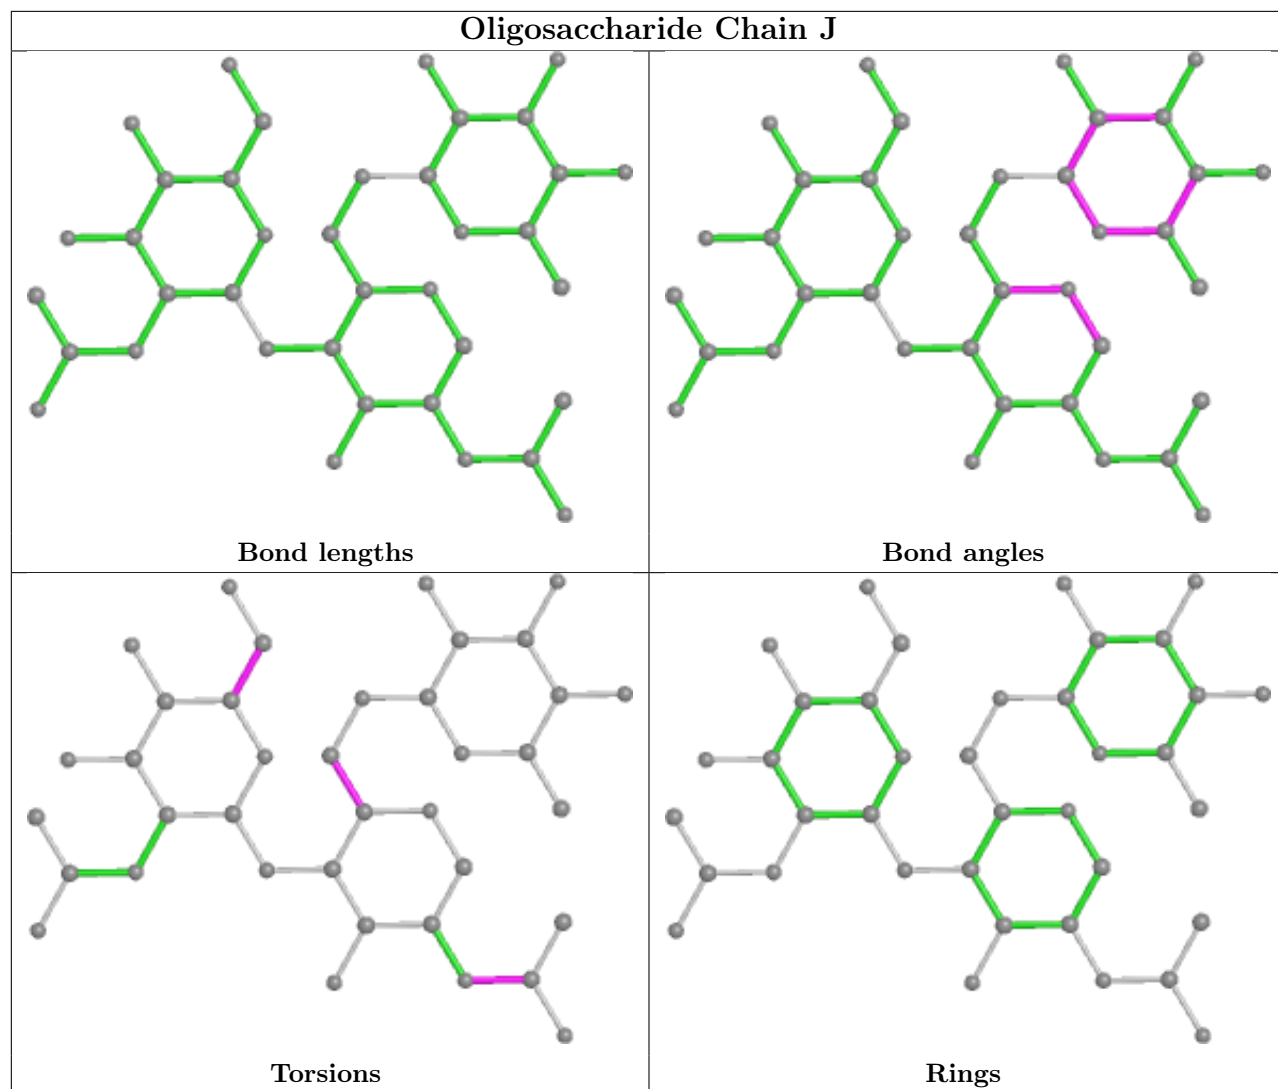 Oligosaccharide Chain J
Bond lengths
Bond angles
Torsions
Rings